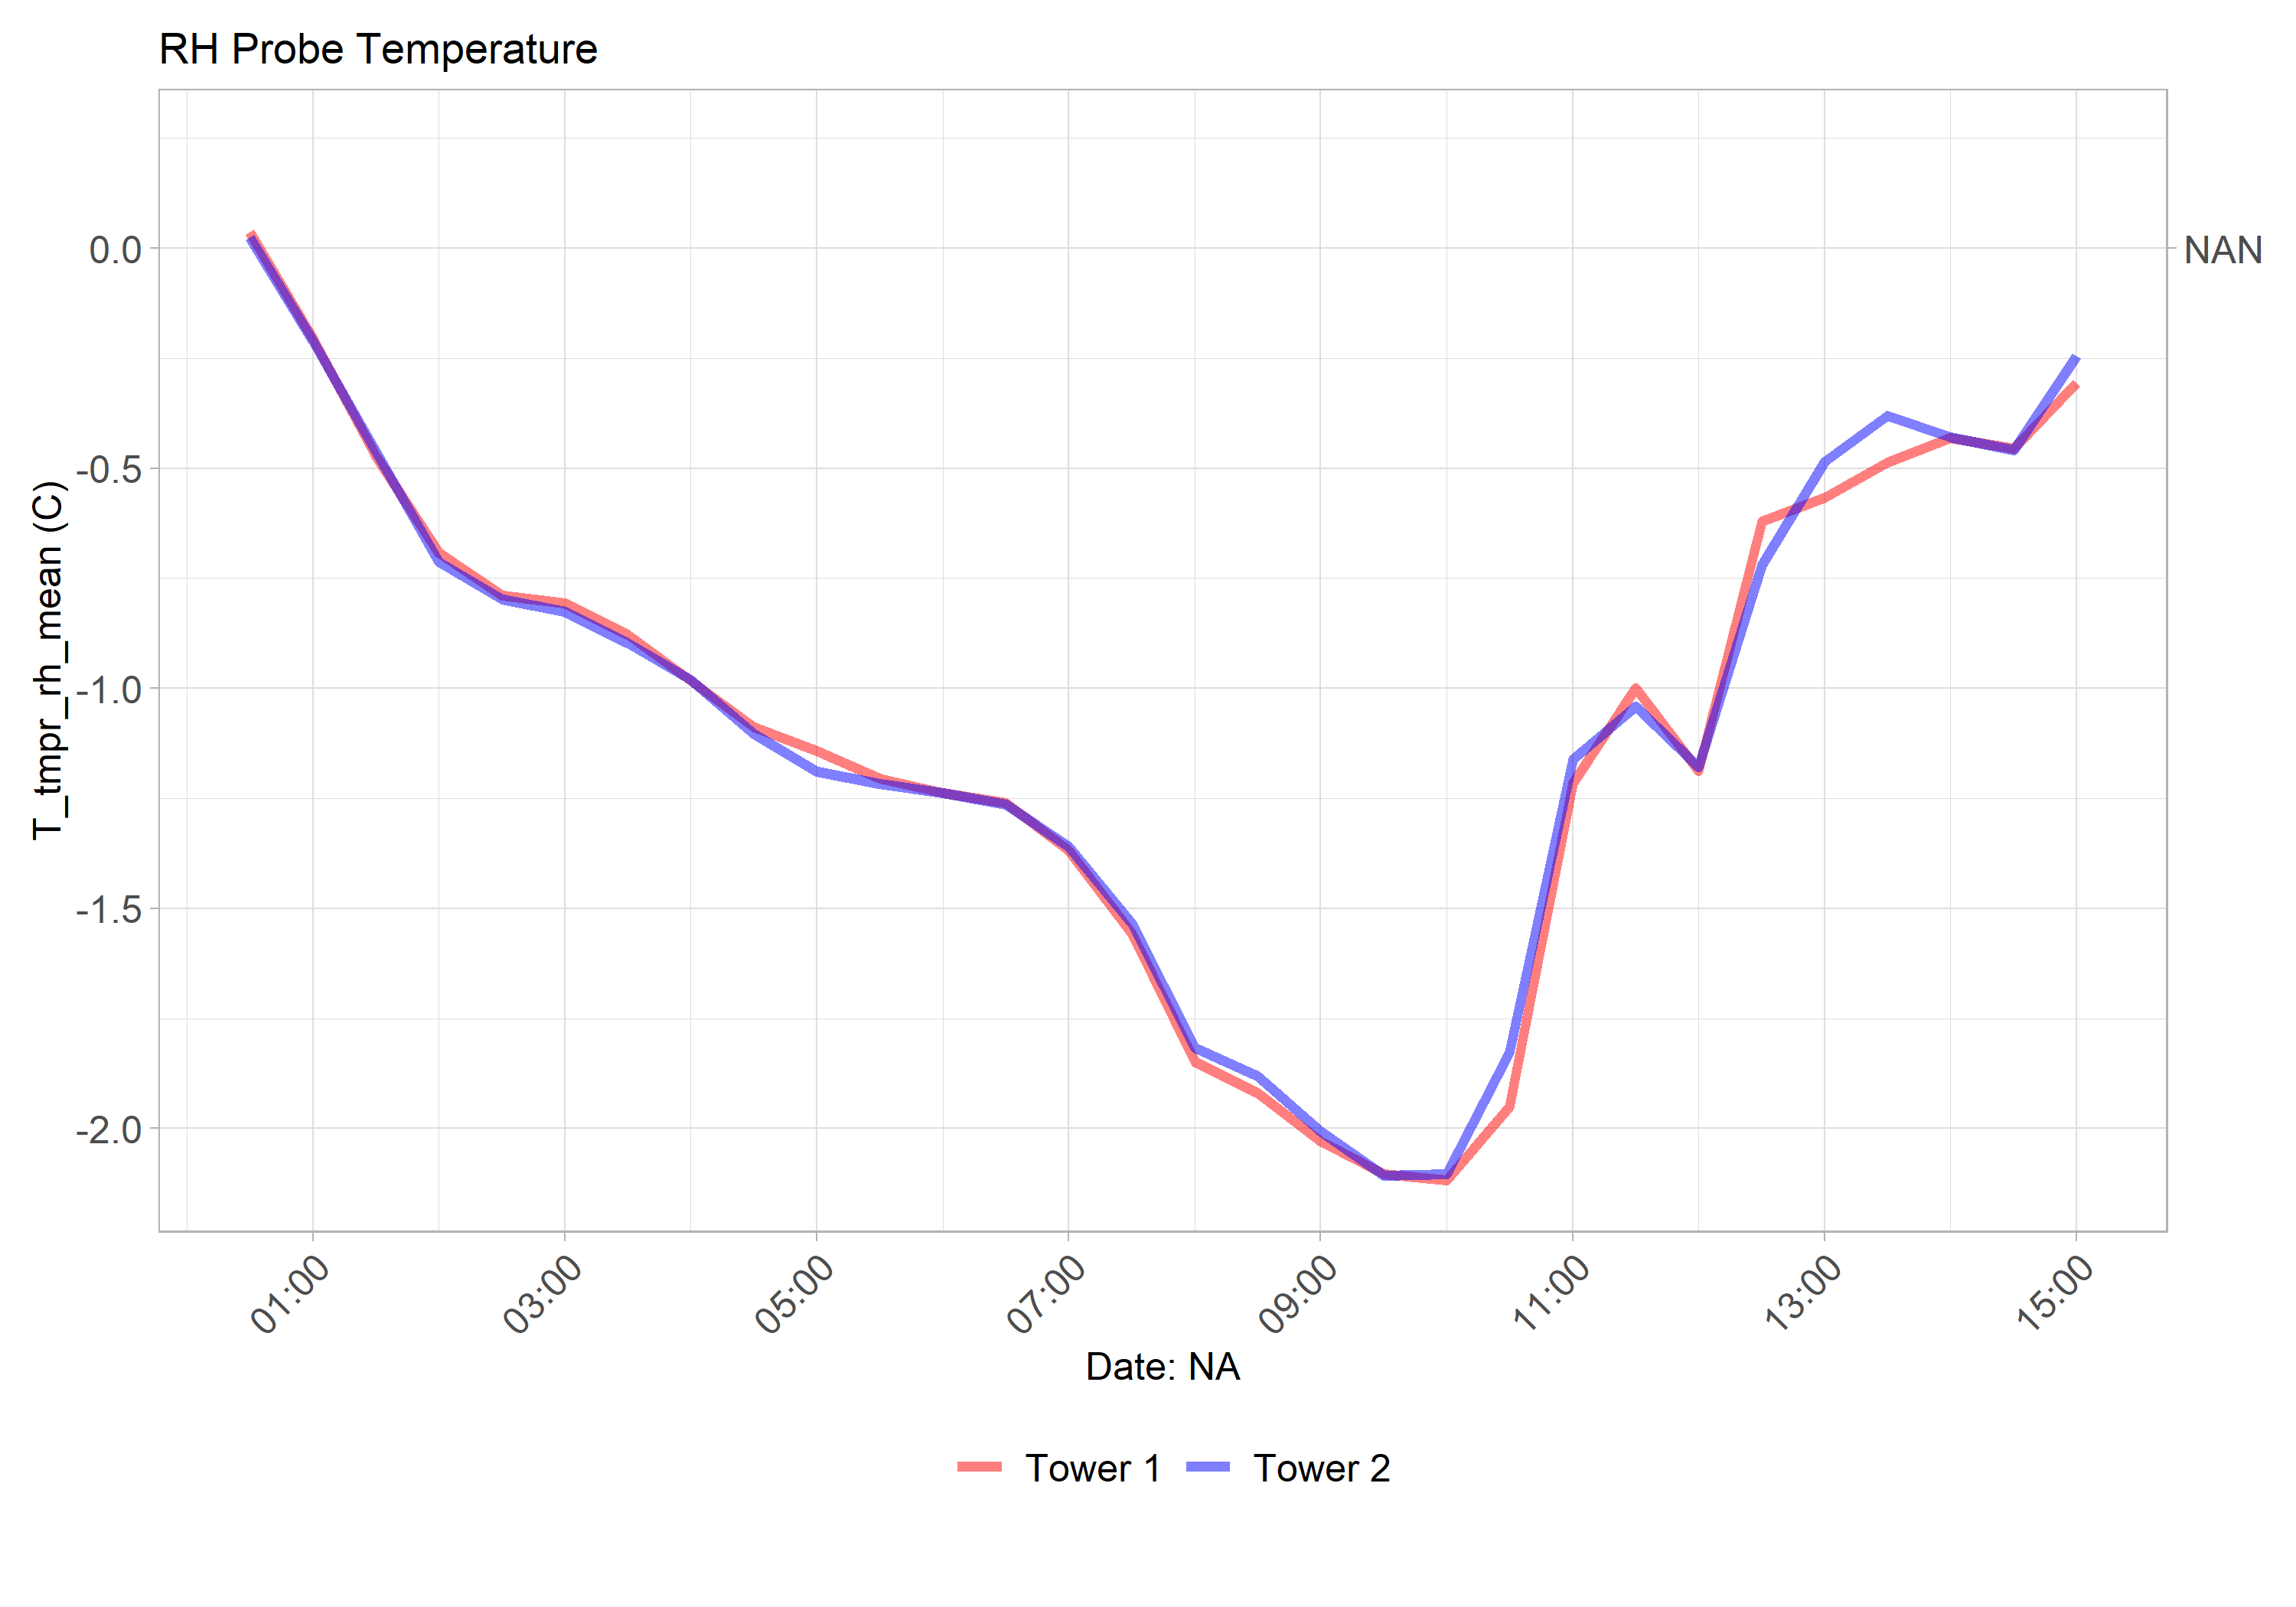 RH Probe Temperature
T_tmpr_rh_mean (C)
0.0
-0.5
-1.0
-1.5
-2.0
NAN
01:00 03:00 05:00 07:00 09:00 11:00 13:00 15:00
Date: NA
Tower 1 Tower 2